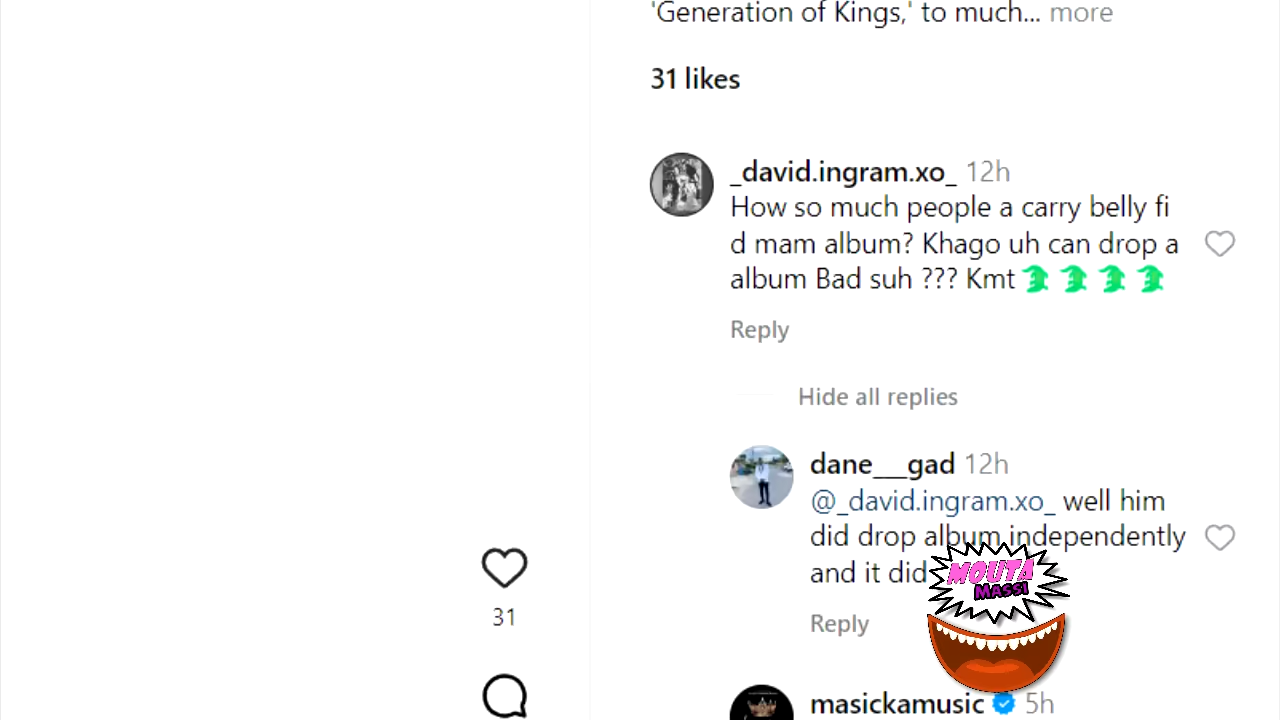 'Generation of Kings,' to much... more
31 likes
_david.ingram.xo_ 12h
How so much people a carry belly fi
d mam album? Khago uh can drop a
album Bad suh ??? Kmt
Reply
Hide all replies
dane___gad 12h
@_david.ingram.xo_ well him
did drop album independently
and it did
MOUTA
MASSI
Reply
31
masickamusic 5h